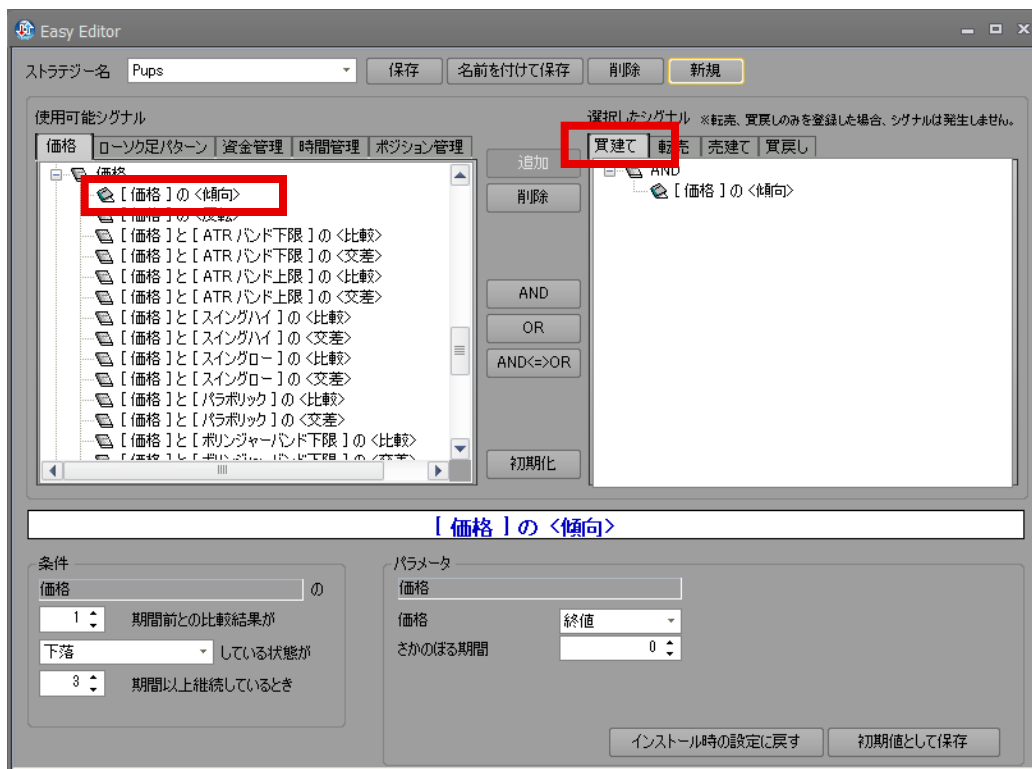 Easy Editor
ストラテジー名 Pups 保存 名前を付けて保存 削除 新規
使用可能シグナル
価格 ローソク足パターン 資金管理 時間管理 ポジション管理
価格
[ 価格 ] の <傾向>
[ 価格 ] と [ ATR バンド下限 ] の <比較>
[ 価格 ] と [ ATR バンド下限 ] の <交差>
[ 価格 ] と [ ATR バンド上限 ] の <比較>
[ 価格 ] と [ ATR バンド上限 ] の <交差>
[ 価格 ] と [ スイングハイ ] の <比較>
[ 価格 ] と [ スイングハイ ] の <交差>
[ 価格 ] と [ スイングロー ] の <比較>
[ 価格 ] と [ スイングロー ] の <交差>
[ 価格 ] と [ パラボリック ] の <比較>
[ 価格 ] と [ パラボリック ] の <交差>
[ 価格 ] と [ ボリンジャーバンド下限 ] の <比較>
追加
削除
AND
OR
AND<=>OR
初期化
選択したシグナル ※転売、買戻しのみを登録した場合、シグナルは発生しません。
買建て 転売 売建て 買戻し
AND
[ 価格 ] の <傾向>
[ 価格 ] の <傾向>
条件
価格 の
1 期間前との比較結果が
下落 している状態が
3 期間以上継続しているとき
パラメータ
価格
価格 終値
さかのぼる期間 0
インストール時の設定に戻す 初期値として保存